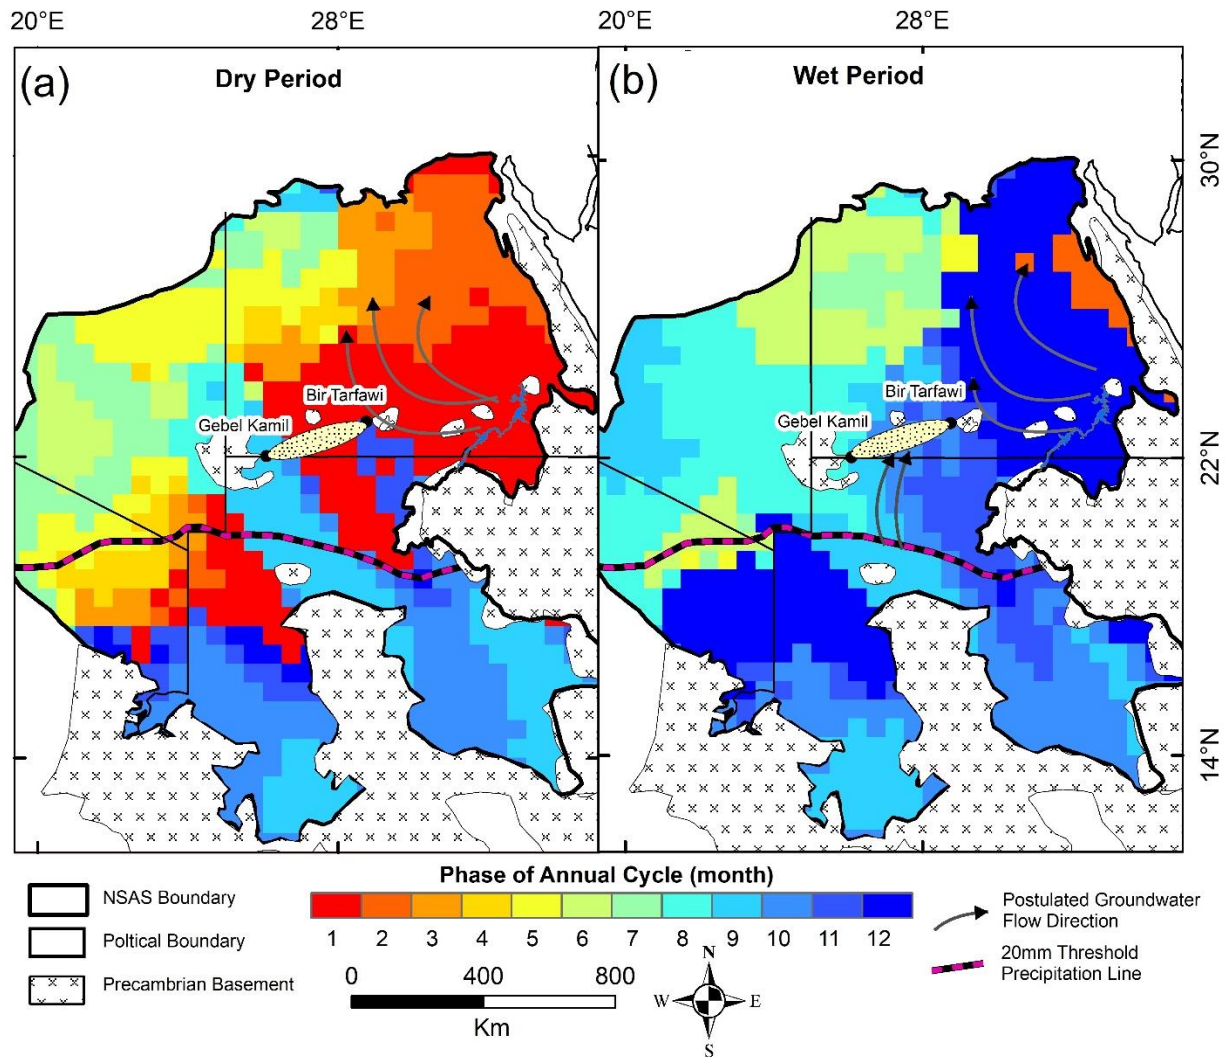 20°E
28°E
20°E
28°E
(a)
Dry Period
(b)
Wet Period
30°N
22°N
14°N
Bir Tarfawi
Gebel Kamil
Bir Tarfawi
Gebel Kamil
Phase of Annual Cycle (month)
1 2 3 4 5 6 7 8 9 10 11 12
NSAS Boundary
Poltical Boundary
Precambrian Basement
0 400 800
Km
N
W E
S
Postulated Groundwater
Flow Direction
20mm Threshold
Precipitation Line